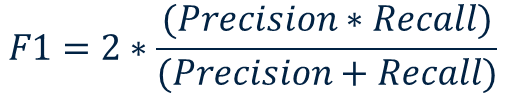 F1 = 2 * (Precision * Recall) / (Precision + Recall)